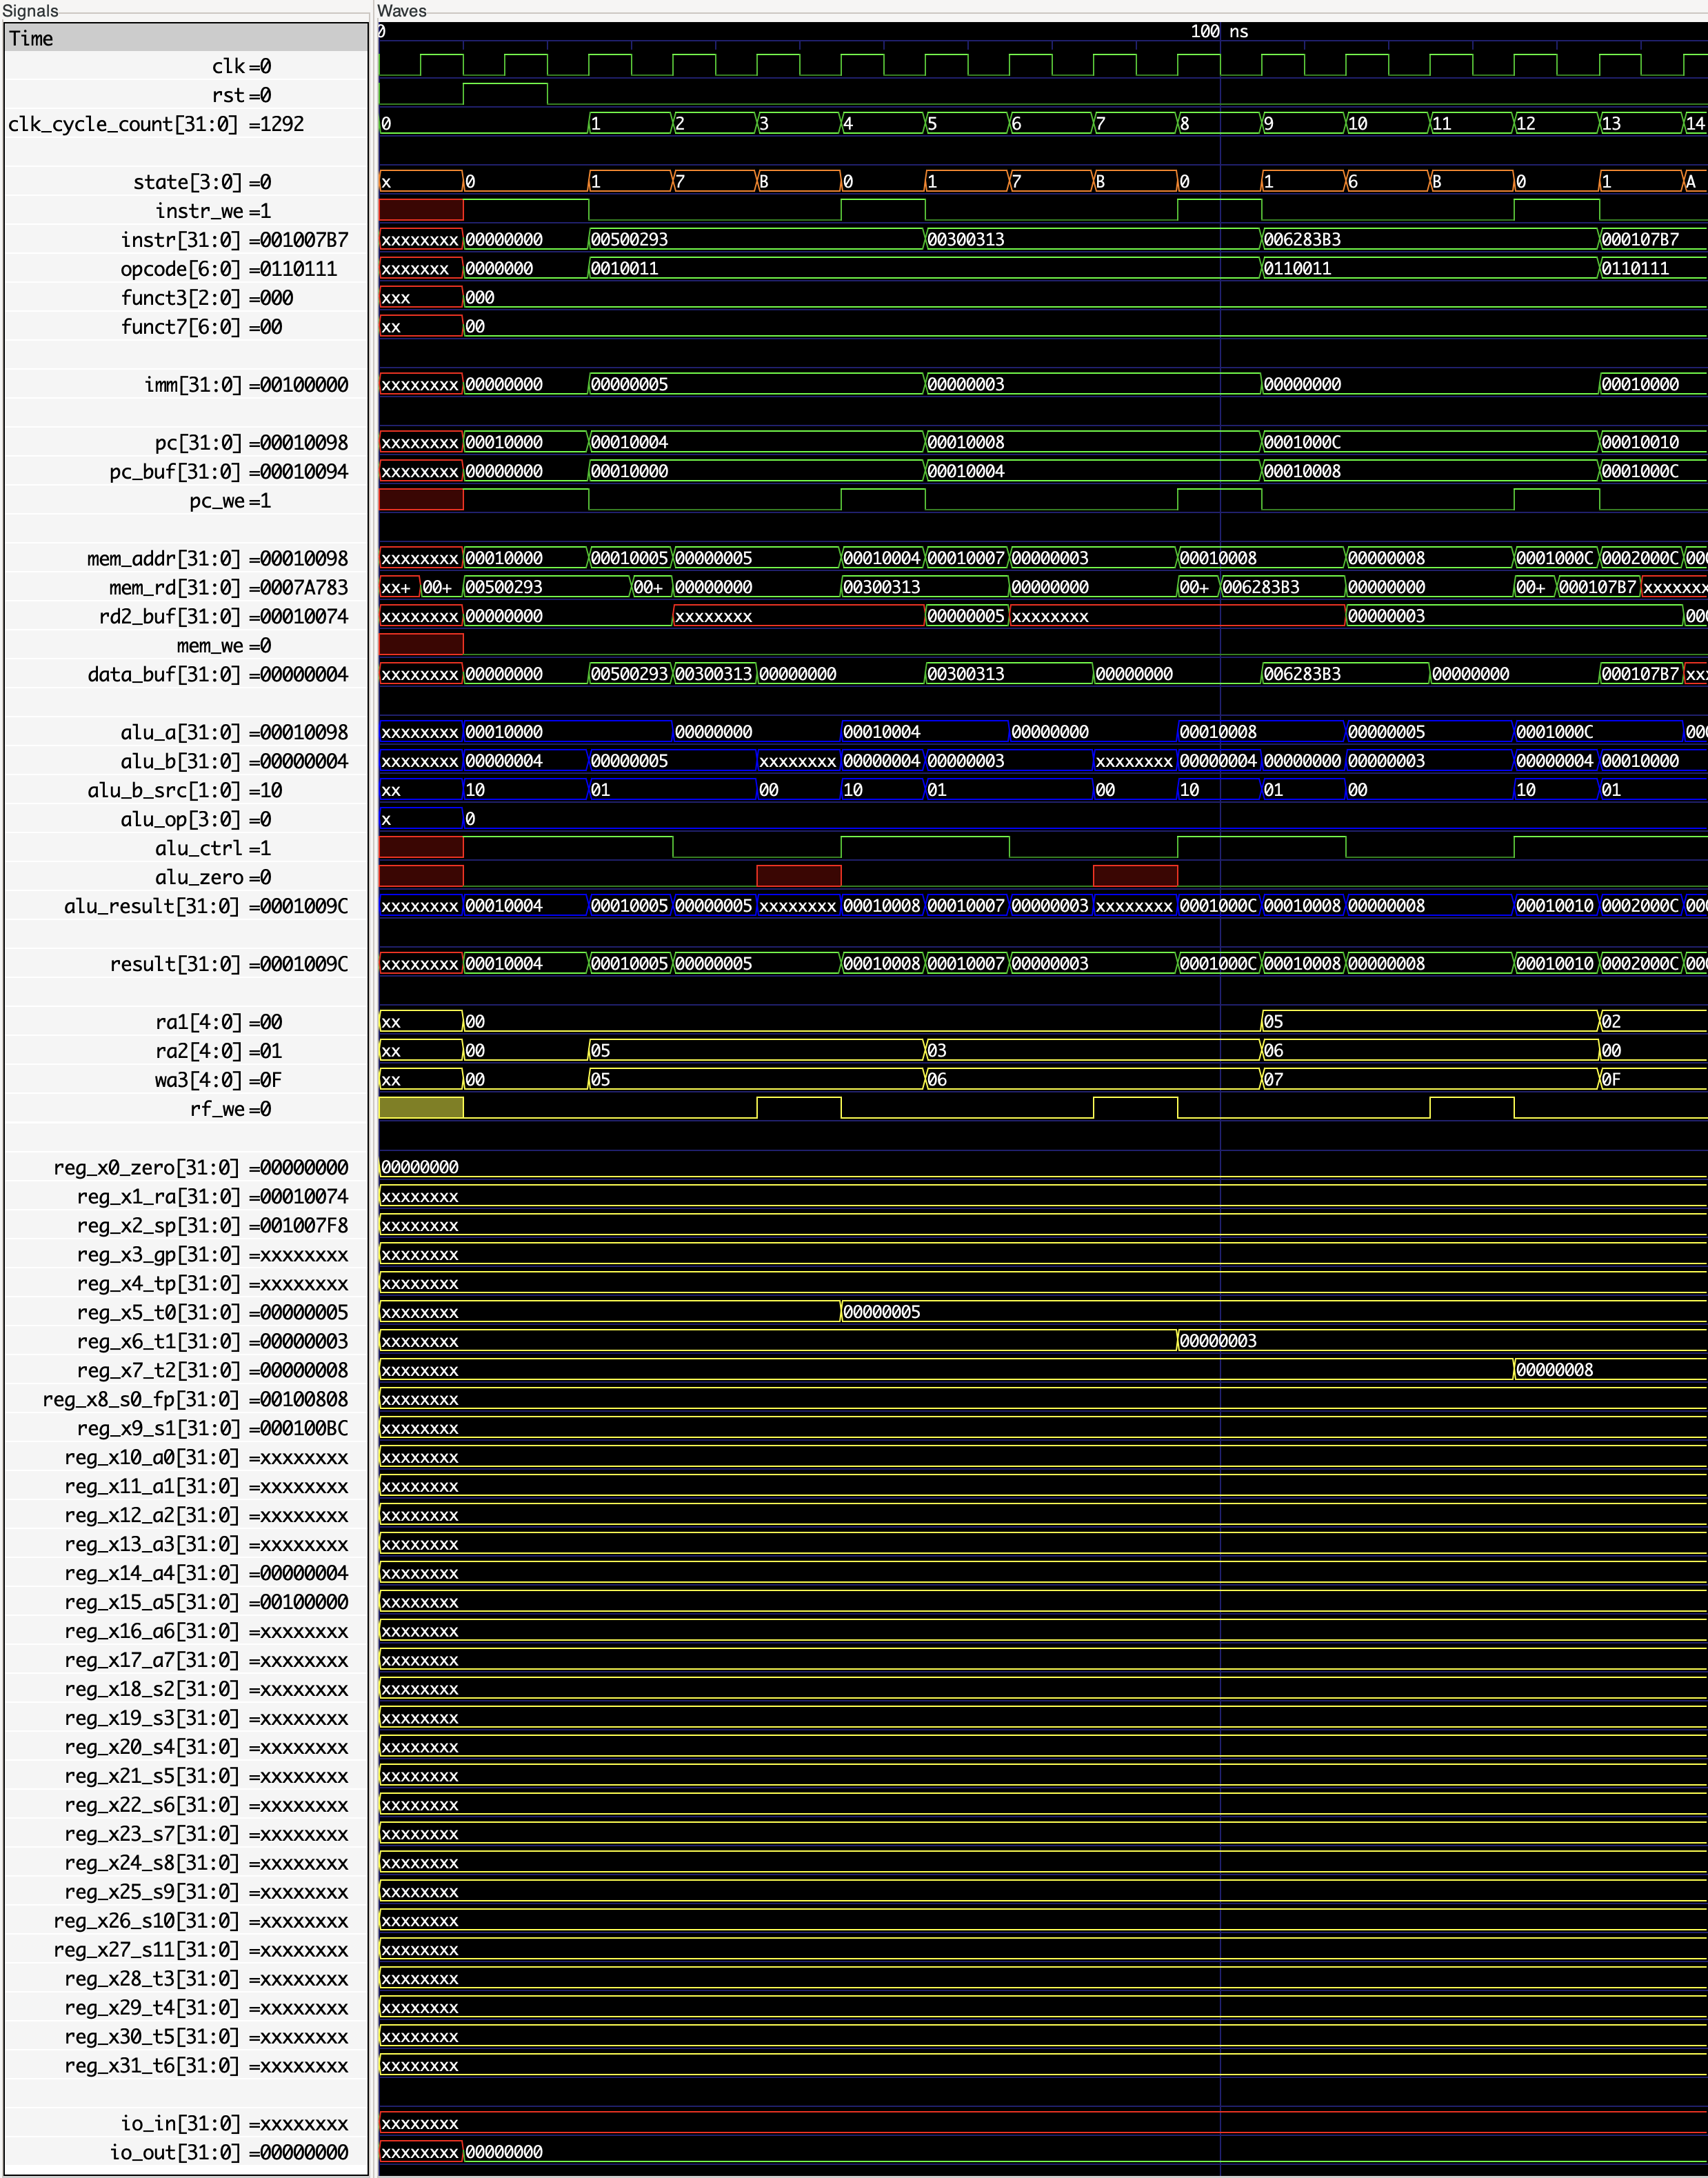 Signals Waves
Time 0 100 ns
clk =0
rst =0
clk_cycle_count[31:0] =1292 0 1 2 3 4 5 6 7 8 9 10 11 12 13 14
state[3:0] =0 x 0 1 7 B 0 1 7 B 0 1 6 B 0 1 A
instr_we =1
instr[31:0] =001007B7 xxxxxxxx 00000000 00500293 00300313 006283B3 000107B7
opcode[6:0] =0110111 xxxxxxx 0000000 0010011 0110011 0110111
funct3[2:0] =000 xxx 000
funct7[6:0] =00 xx 00
imm[31:0] =00100000 xxxxxxxx 00000000 00000005 00000003 00000000 00010000
pc[31:0] =00010098 xxxxxxxx 00010000 00010004 00010008 0001000C 00010010
pc_buf[31:0] =00010094 xxxxxxxx 00000000 00010000 00010004 00010008 0001000C
pc_we =1
mem_addr[31:0] =00010098 xxxxxxxx 00010000 00010005 00000005 00010004 00010007 00000003 00010008 00000008 0001000C 0002000C 000
mem_rd[31:0] =0007A783 xx+ 00+ 00500293 00+ 00000000 00300313 00000000 00+ 006283B3 00000000 00+ 000107B7 xxxxxxx
rd2_buf[31:0] =00010074 xxxxxxxx 00000000 xxxxxxxx 00000005 xxxxxxxx 00000003 000
mem_we =0
data_buf[31:0] =00000004 xxxxxxxx 00000000 00500293 00300313 00000000 00300313 00000000 006283B3 00000000 000107B7 xxx
alu_a[31:0] =00010098 xxxxxxxx 00010000 00000000 00010004 00000000 00010008 00000005 0001000C 000
alu_b[31:0] =00000004 xxxxxxxx 00000004 00000005 xxxxxxxx 00000004 00000003 xxxxxxxx 00000004 00000000 00000003 00000004 00010000
alu_b_src[1:0] =10 xx 10 01 00 10 01 00 10 01 00 10 01
alu_op[3:0] =0 x 0
alu_ctrl =1
alu_zero =0
alu_result[31:0] =0001009C xxxxxxxx 00010004 00010005 00000005 xxxxxxxx 00010008 00010007 00000003 xxxxxxxx 0001000C 00010008 00000008 00010010 0002000C 000
result[31:0] =0001009C xxxxxxxx 00010004 00010005 00000005 00010008 00010007 00000003 0001000C 00010008 00000008 00010010 0002000C 000
ra1[4:0] =00 xx 00 05 02
ra2[4:0] =01 xx 00 05 03 06 00
wa3[4:0] =0F xx 00 05 06 07 0F
rf_we =0
reg_x0_zero[31:0] =00000000 00000000
reg_x1_ra[31:0] =00010074 xxxxxxxx
reg_x2_sp[31:0] =001007F8 xxxxxxxx
reg_x3_gp[31:0] =xxxxxxxx xxxxxxxx
reg_x4_tp[31:0] =xxxxxxxx xxxxxxxx
reg_x5_t0[31:0] =00000005 xxxxxxxx 00000005
reg_x6_t1[31:0] =00000003 xxxxxxxx 00000003
reg_x7_t2[31:0] =00000008 xxxxxxxx 00000008
reg_x8_s0_fp[31:0] =00100808 xxxxxxxx
reg_x9_s1[31:0] =000100BC xxxxxxxx
reg_x10_a0[31:0] =xxxxxxxx xxxxxxxx
reg_x11_a1[31:0] =xxxxxxxx xxxxxxxx
reg_x12_a2[31:0] =xxxxxxxx xxxxxxxx
reg_x13_a3[31:0] =xxxxxxxx xxxxxxxx
reg_x14_a4[31:0] =00000004 xxxxxxxx
reg_x15_a5[31:0] =00100000 xxxxxxxx
reg_x16_a6[31:0] =xxxxxxxx xxxxxxxx
reg_x17_a7[31:0] =xxxxxxxx xxxxxxxx
reg_x18_s2[31:0] =xxxxxxxx xxxxxxxx
reg_x19_s3[31:0] =xxxxxxxx xxxxxxxx
reg_x20_s4[31:0] =xxxxxxxx xxxxxxxx
reg_x21_s5[31:0] =xxxxxxxx xxxxxxxx
reg_x22_s6[31:0] =xxxxxxxx xxxxxxxx
reg_x23_s7[31:0] =xxxxxxxx xxxxxxxx
reg_x24_s8[31:0] =xxxxxxxx xxxxxxxx
reg_x25_s9[31:0] =xxxxxxxx xxxxxxxx
reg_x26_s10[31:0] =xxxxxxxx xxxxxxxx
reg_x27_s11[31:0] =xxxxxxxx xxxxxxxx
reg_x28_t3[31:0] =xxxxxxxx xxxxxxxx
reg_x29_t4[31:0] =xxxxxxxx xxxxxxxx
reg_x30_t5[31:0] =xxxxxxxx xxxxxxxx
reg_x31_t6[31:0] =xxxxxxxx xxxxxxxx
io_in[31:0] =xxxxxxxx xxxxxxxx
io_out[31:0] =00000000 xxxxxxxx 00000000